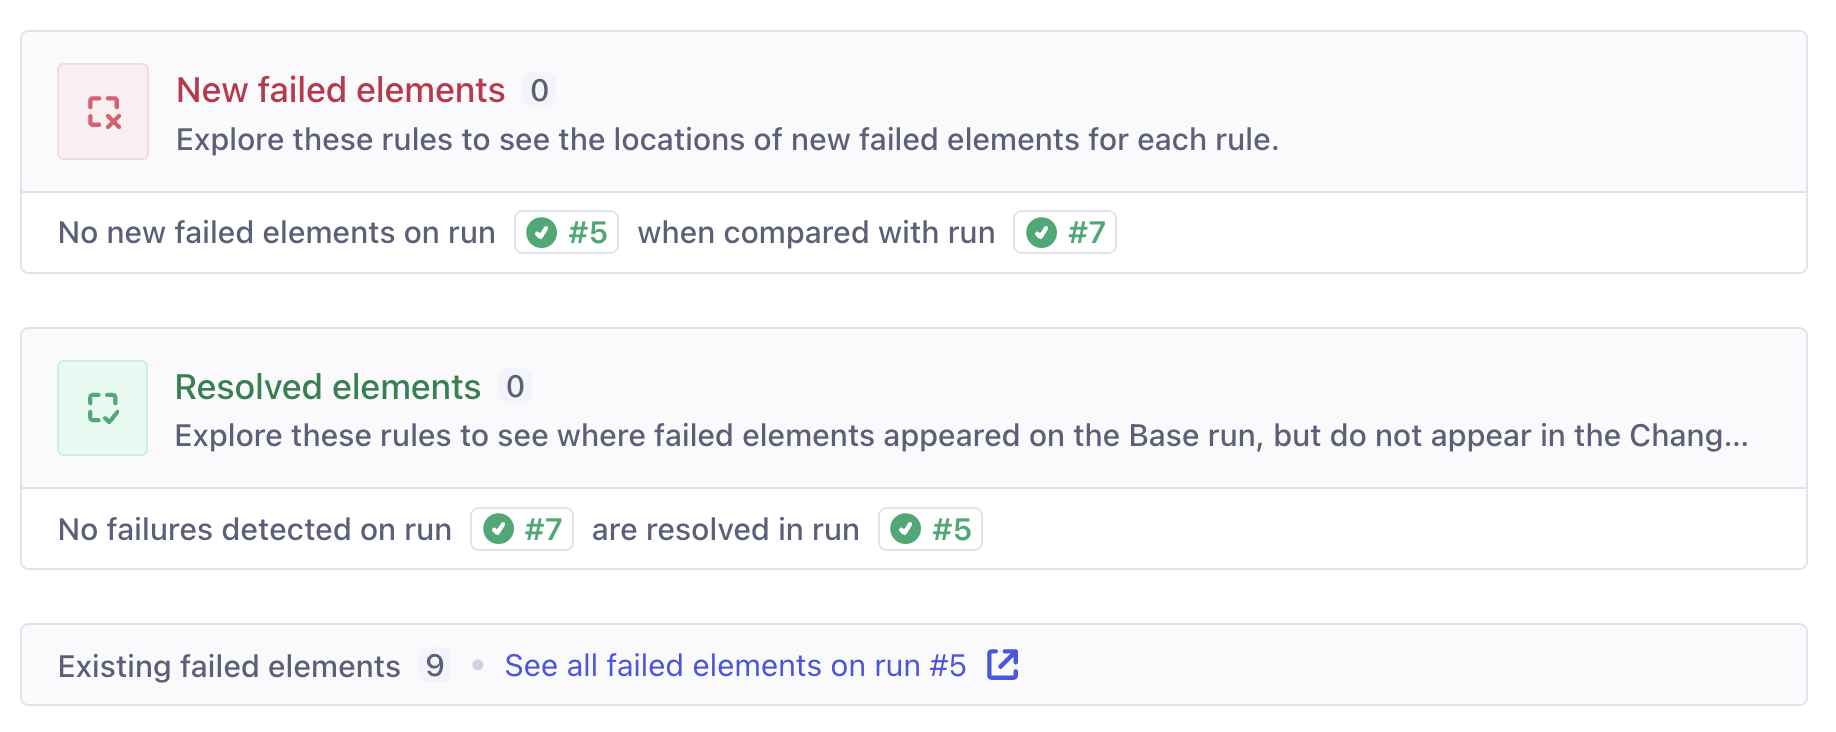 New failed elements 0
Explore these rules to see the locations of new failed elements for each rule.
No new failed elements on run #5 when compared with run #7
Resolved elements 0
Explore these rules to see where failed elements appeared on the Base run, but do not appear in the Chang...
No failures detected on run #7 are resolved in run #5
Existing failed elements 9 • See all failed elements on run #5